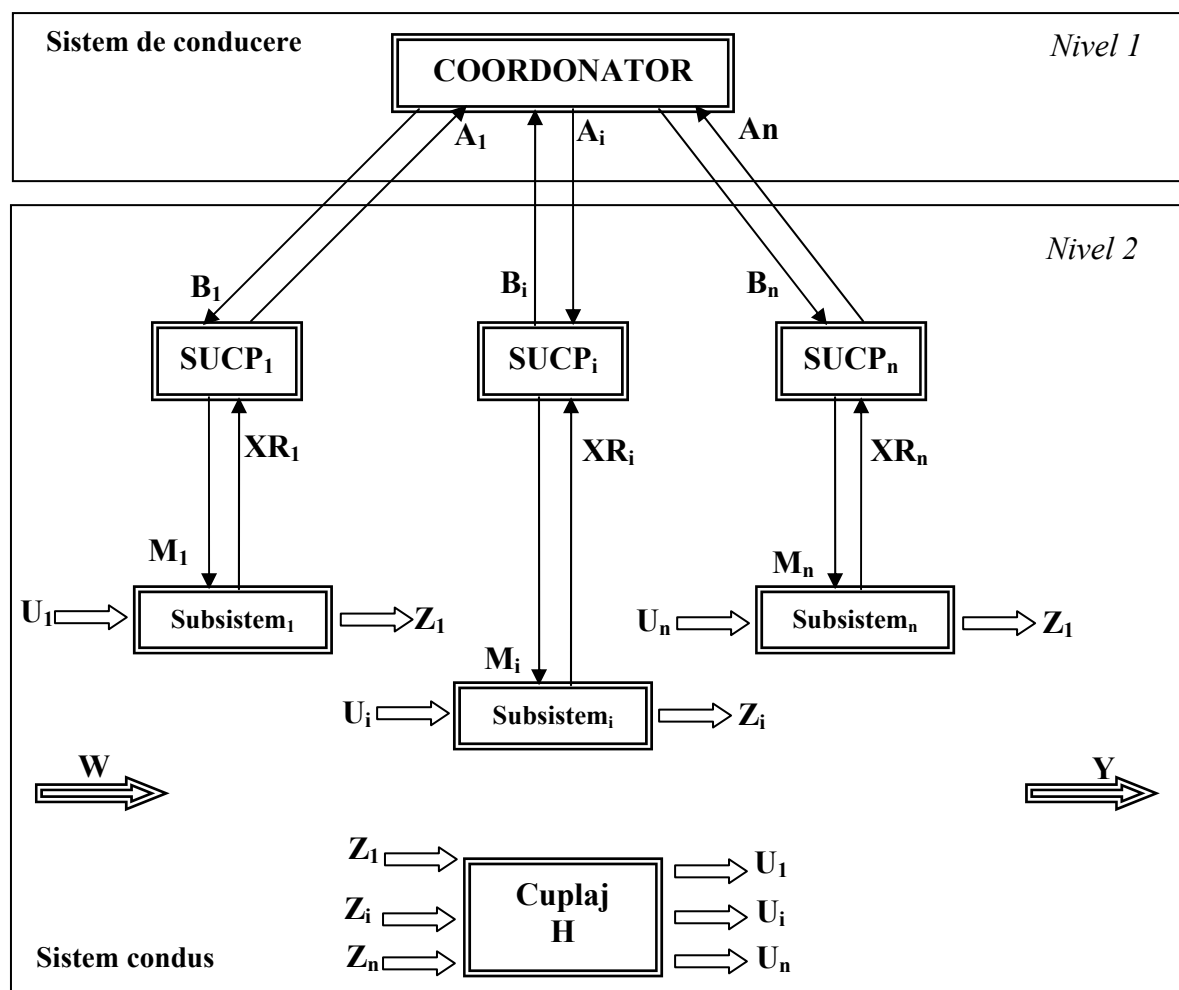 Sistem de conducere
Nivel 1
COORDONATOR
A₁
Aᵢ
An
Nivel 2
B₁
Bᵢ
Bₙ
SUCP₁
SUCPᵢ
SUCPₙ
XR₁
XRᵢ
XRₙ
M₁
Mₙ
U₁
Subsistem₁
Z₁
Uₙ
Subsistemₙ
Z₁
Mᵢ
Uᵢ
Subsistemᵢ
Zᵢ
W
Y
Z₁
U₁
Cuplaj
H
Zᵢ
Uᵢ
Zₙ
Uₙ
Sistem condus